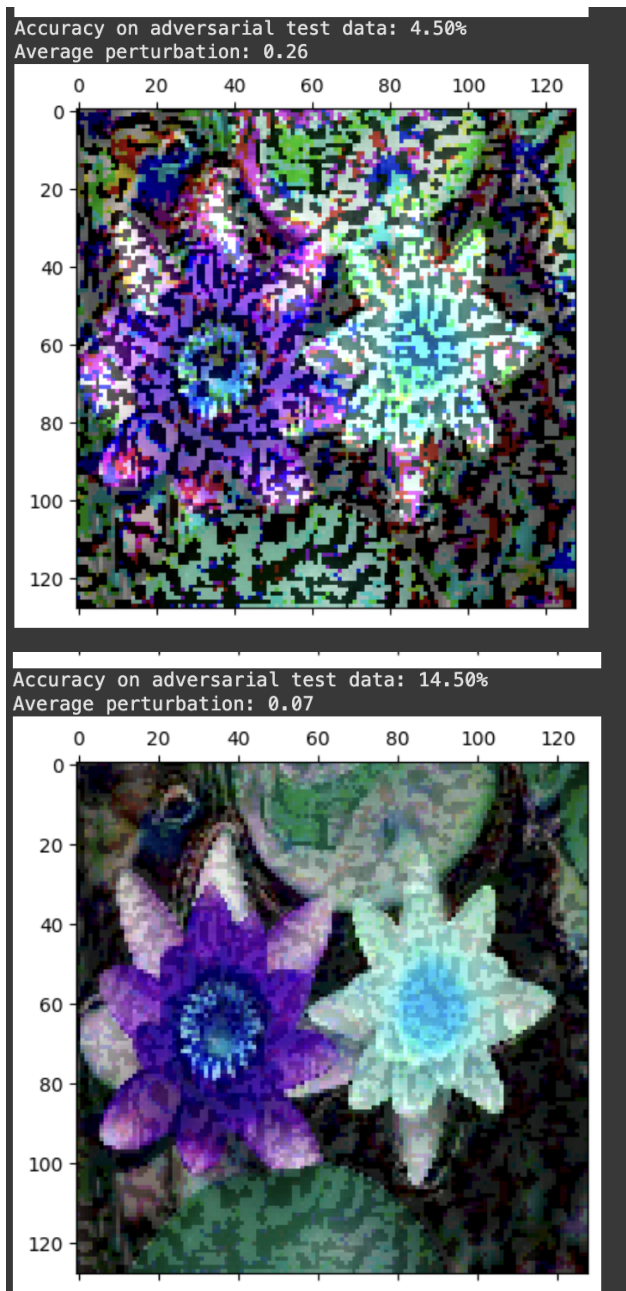 Accuracy on adversarial test data: 4.50%
Average perturbation: 0.26
0 20 40 60 80 100 120
0
20
40
60
80
100
120
Accuracy on adversarial test data: 14.50%
Average perturbation: 0.07
0 20 40 60 80 100 120
0
20
40
60
80
100
120